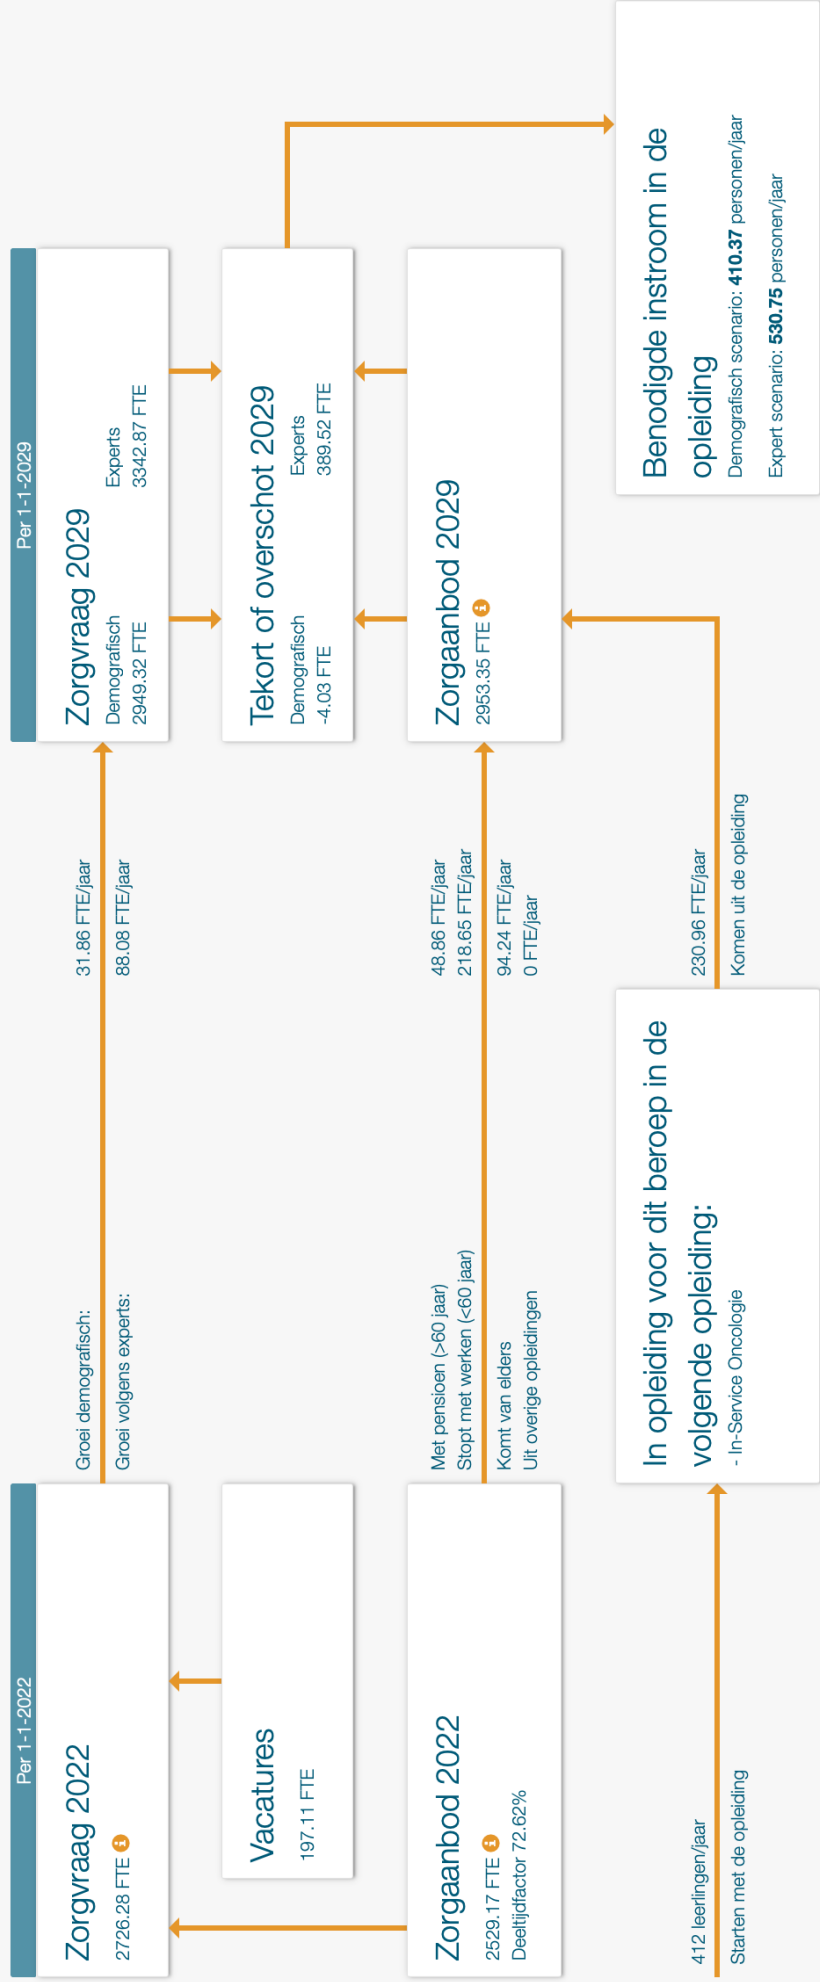 Per 1-1-2022
Per 1-1-2029
Zorgvraag 2022
2726.28 FTE
Groei demografisch:
31.86 FTE/jaar
Groei volgens experts:
88.08 FTE/jaar
Zorgvraag 2029
Demografisch
Experts
2949.32 FTE
3342.87 FTE
Vacatures
197.11 FTE
Tekort of overschot 2029
Demografisch
Experts
-4.03 FTE
389.52 FTE
Zorgaanbod 2022
2529.17 FTE
Deeltijdfactor 72.62%
Met pensioen (>60 jaar)
48.86 FTE/jaar
Stopt met werken (<60 jaar)
218.65 FTE/jaar
Komt van elders
94.24 FTE/jaar
Uit overige opleidingen
0 FTE/jaar
Zorgaanbod 2029
2953.35 FTE
412 leerlingen/jaar
Starten met de opleiding
In opleiding voor dit beroep in de
volgende opleiding:
- In-Service Oncologie
230.96 FTE/jaar
Komen uit de opleiding
Benodigde instroom in de
opleiding
Demografisch scenario: 410.37 personen/jaar
Expert scenario: 530.75 personen/jaar